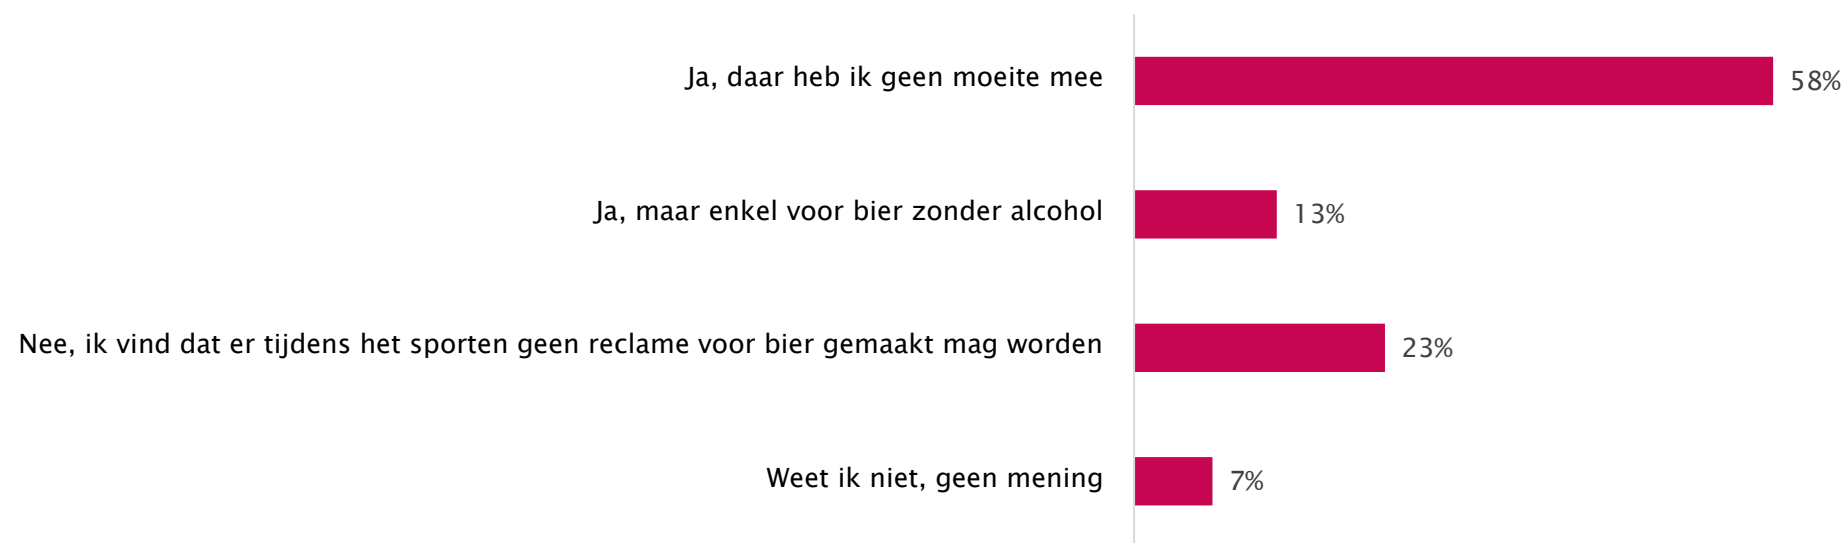 Ja, daar heb ik geen moeite mee 58%
Ja, maar enkel voor bier zonder alcohol 13%
Nee, ik vind dat er tijdens het sporten geen reclame voor bier gemaakt mag worden 23%
Weet ik niet, geen mening 7%